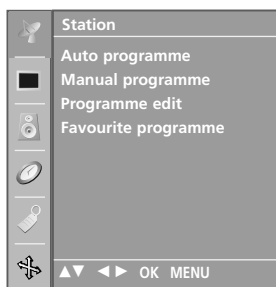 Station
Auto programme
Manual programme
Programme edit
Favourite programme
▲▼ ◀▶ OK MENU